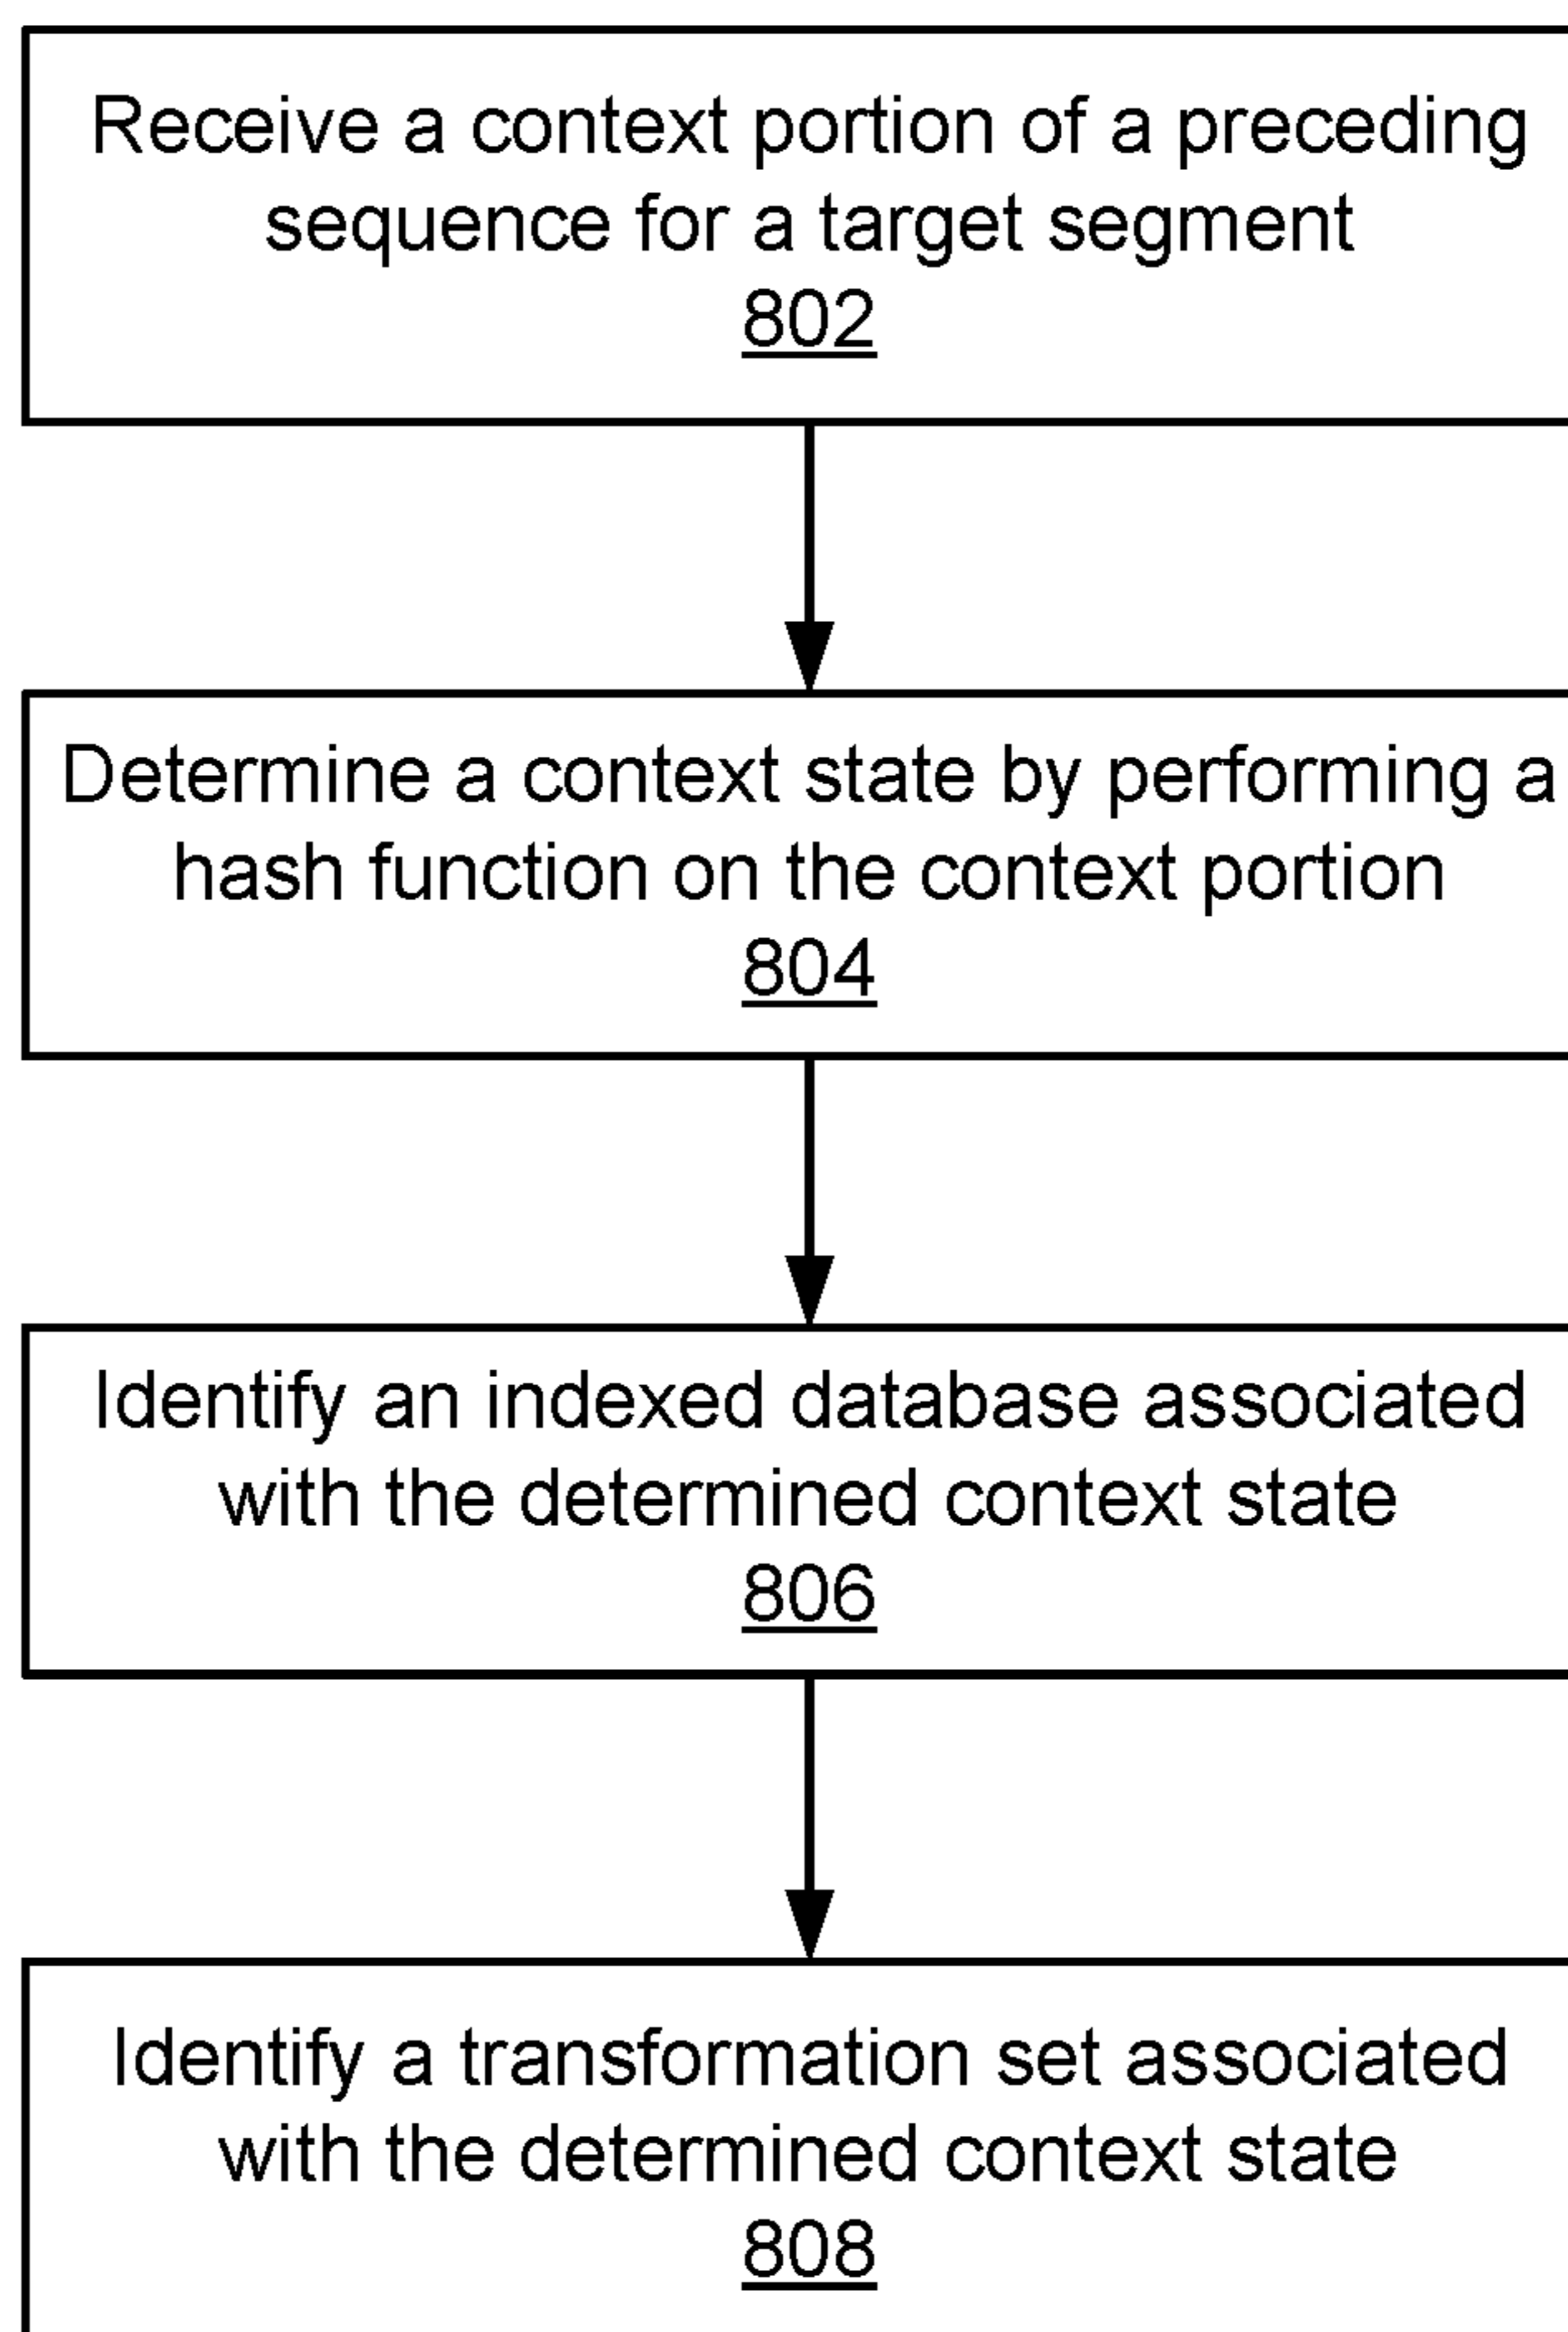 Receive a context portion of a preceding
sequence for a target segment
802
Determine a context state by performing a
hash function on the context portion
804
Identify an indexed database associated
with the determined context state
806
Identify a transformation set associated
with the determined context state
808